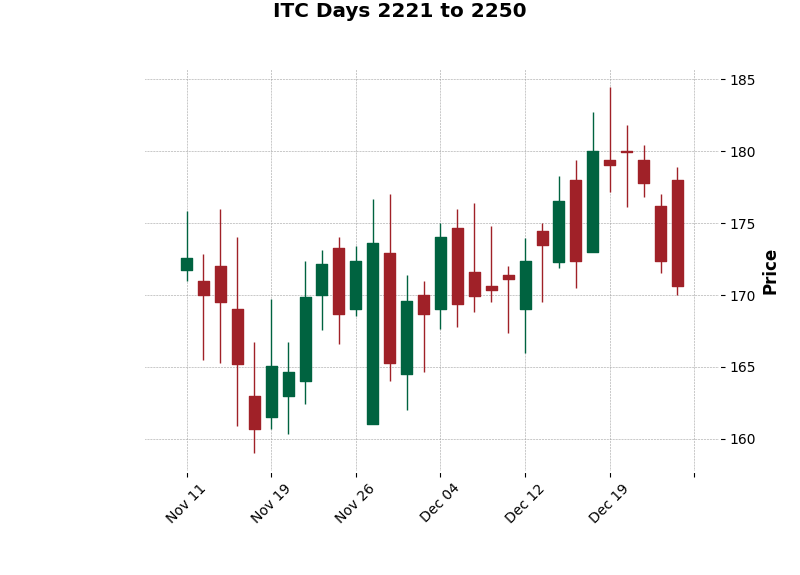 ITC Days 2221 to 2250
185
180
175
170
165
160
Price
Nov 11
Nov 19
Nov 26
Dec 04
Dec 12
Dec 19